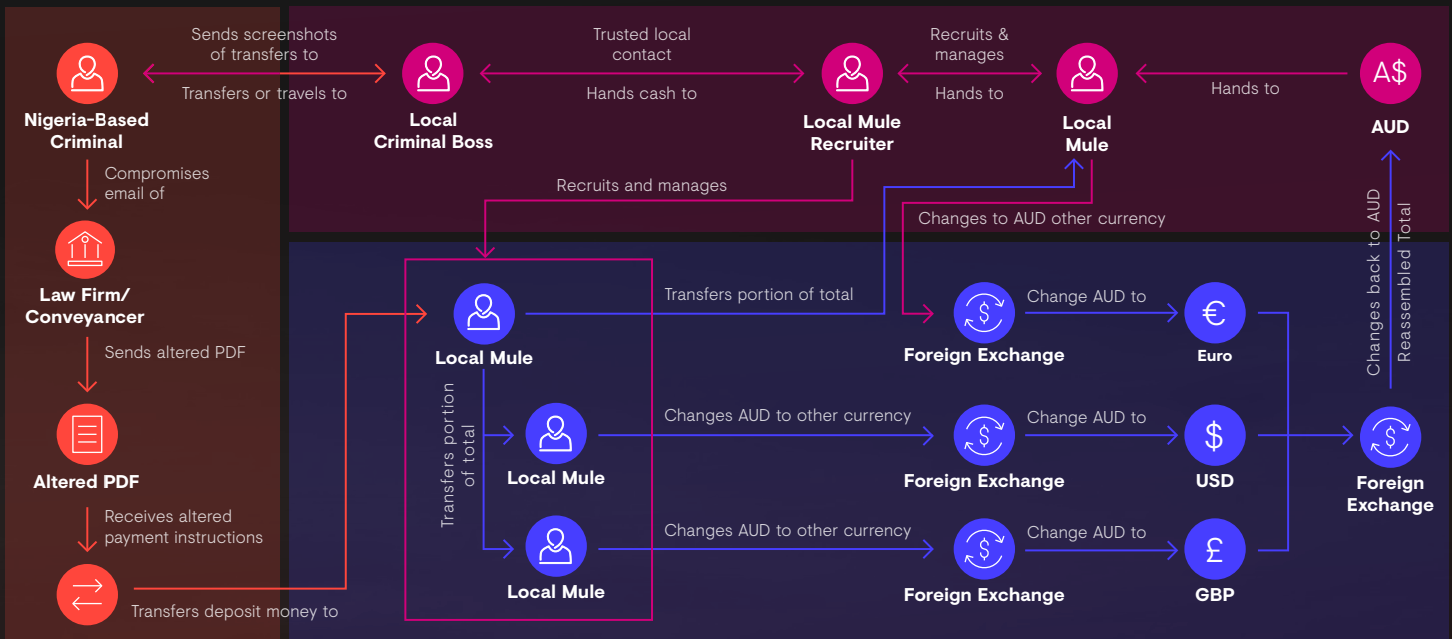 Sends screenshots
of transfers to
Transfers or travels to
Trusted local
contact
Hands cash to
Recruits &
manages
Hands to
Hands to
A$
Nigeria-Based
Criminal
Local
Criminal Boss
Local Mule
Recruiter
Local
Mule
AUD
Compromises
email of
Recruits and manages
Changes to AUD other currency
Changes back to AUD
Reassembled Total
Law Firm/
Conveyancer
Transfers portion of total
Change AUD to
$
€
Local Mule
Foreign Exchange
Euro
Sends altered PDF
Transfers portion
of total
Changes AUD to other currency
Change AUD to
$
$
$
Altered PDF
Local Mule
Foreign Exchange
USD
Foreign
Exchange
Receives altered
payment instructions
Changes AUD to other currency
Change AUD to
$
£
Local Mule
Foreign Exchange
GBP
Transfers deposit money to